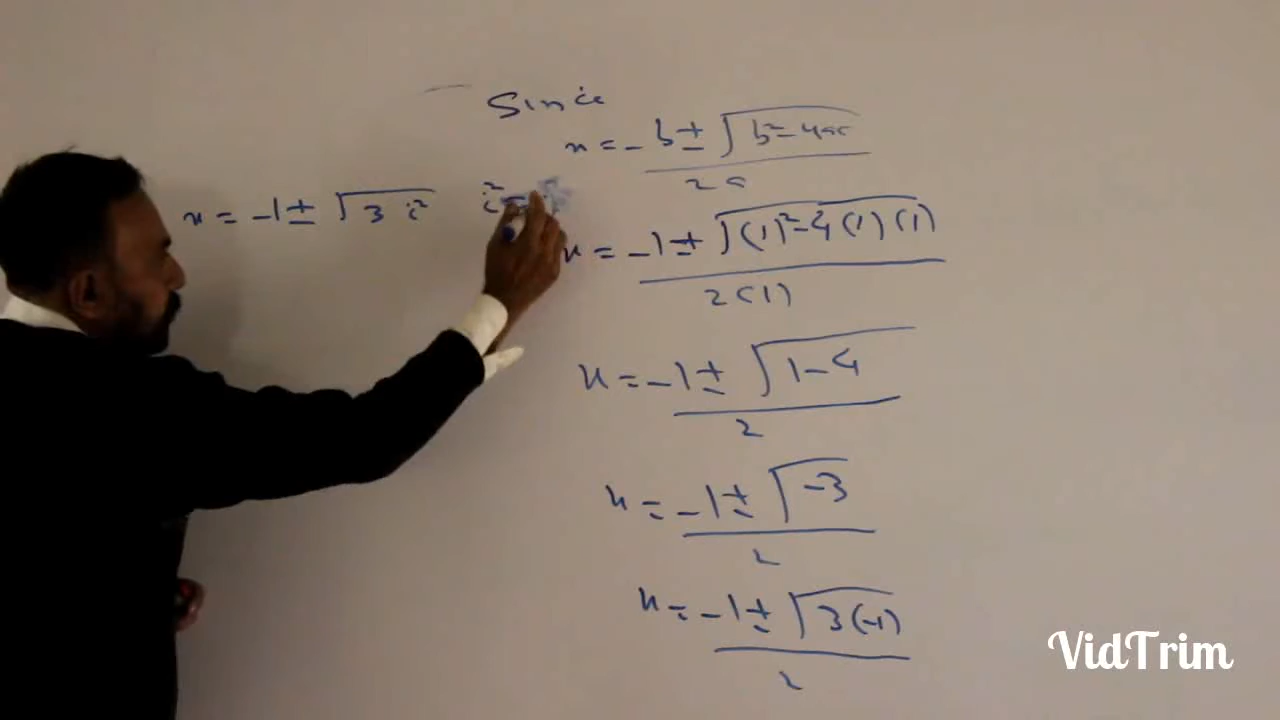 Since
x = -b ± √b²-4ac
2a
x = -1 ± √(1)²-4(1)(1)
2(1)
x = -1 ± √1-4
2
x = -1 ± √-3
2
x = -1 ± √3(-1)
2
x = -1 ± √3 i²
i² =
VidTrim